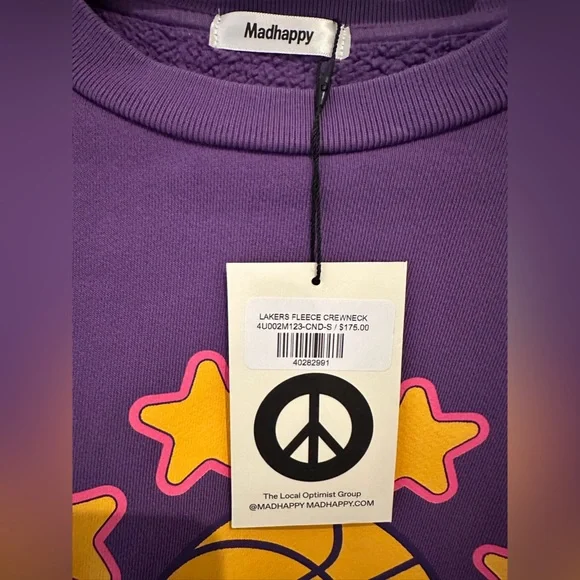 Madhappy
LAKERS FLEECE CREWNECK
4U002M123-CND-S / $175.00
40282991
The Local Optimist Group
@MADHAPPY MADHAPPY.COM